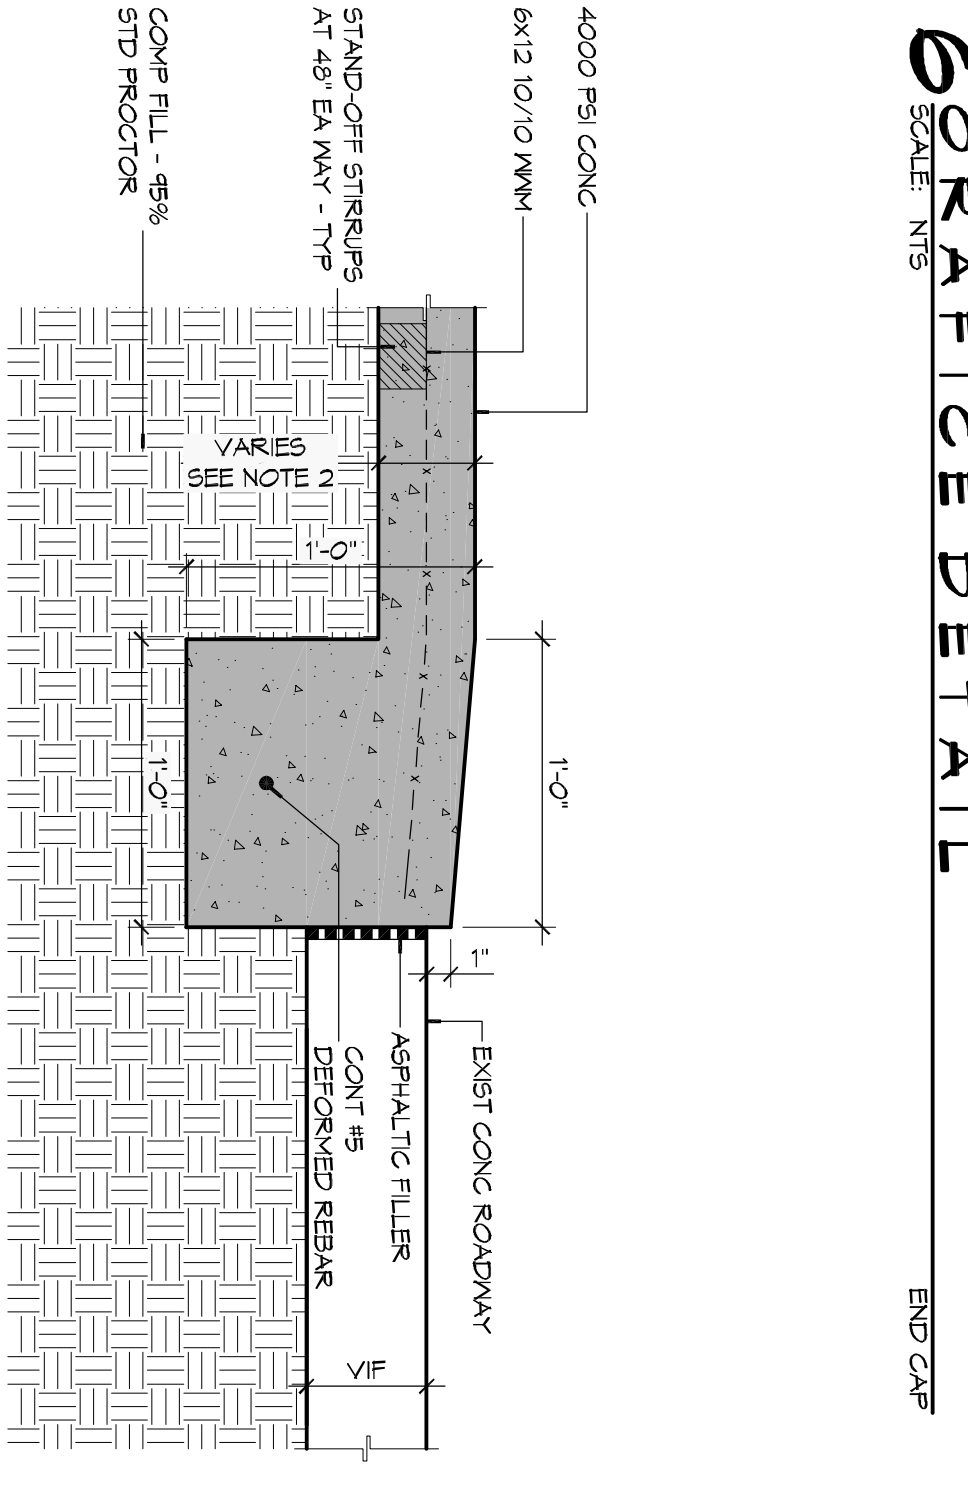 4000 PSI CONC
6x12 10/10 WWM
STAND-OFF STIRRUPS
AT 48" EA WAY - TYP
COMP FILL - 95%
STD PROCTOR
VARIES
SEE NOTE 2
1'-0"
1'-0"
1'-0"
1"
EXIST CONC ROADWAY
ASPHALTIC FILLER
CONT #5
DEFORMED REBAR
VIF
6 ORAFICE DETAIL
SCALE: NTS
END CAP